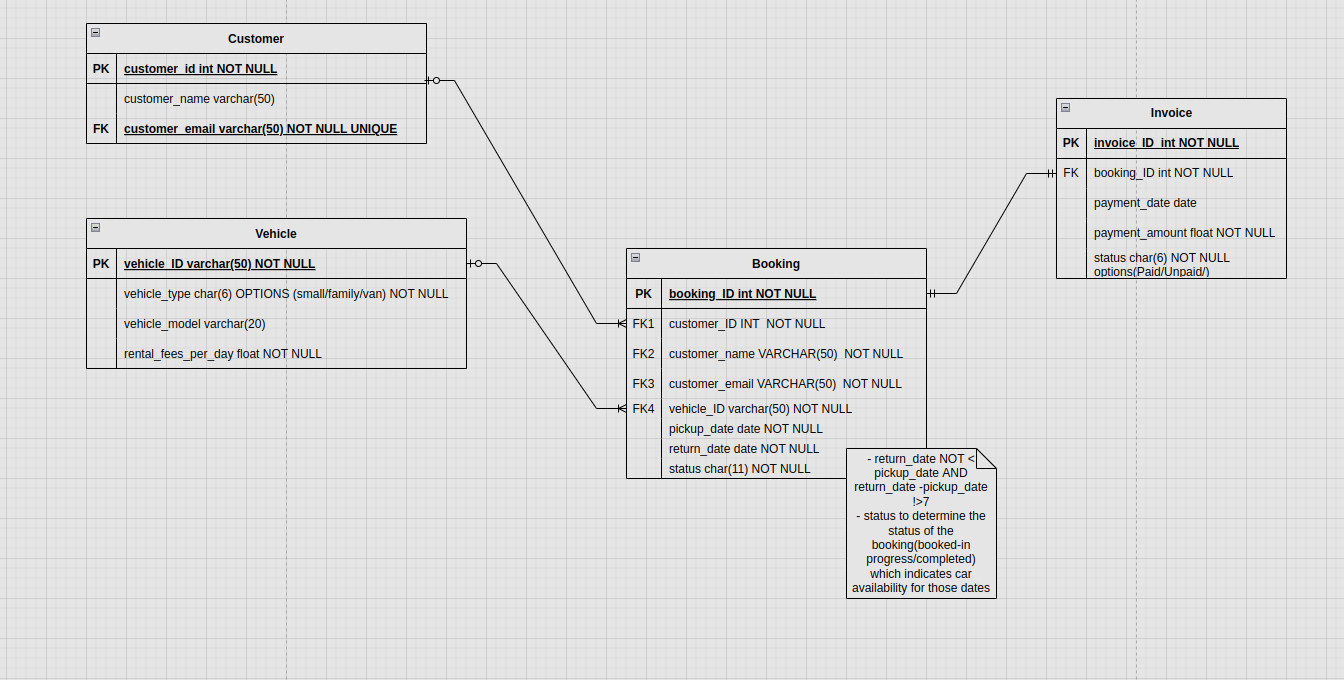 Customer
PK customer_id int NOT NULL
customer_name varchar(50)
FK customer_email varchar(50) NOT NULL UNIQUE
Vehicle
PK vehicle_ID varchar(50) NOT NULL
vehicle_type char(6) OPTIONS (small/family/van) NOT NULL
vehicle_model varchar(20)
rental_fees_per_day float NOT NULL
Booking
PK booking_ID int NOT NULL
FK1 customer_ID INT  NOT NULL
FK2 customer_name VARCHAR(50)  NOT NULL
FK3 customer_email VARCHAR(50)  NOT NULL
FK4 vehicle_ID varchar(50) NOT NULL
pickup_date date NOT NULL
return_date date NOT NULL
status char(11) NOT NULL
- return_date NOT <
pickup_date AND
return_date -pickup_date
!>7
- status to determine the
status of the
booking(booked-in
progress/completed)
which indicates car
availability for those dates
Invoice
PK invoice_ID int NOT NULL
FK booking_ID int NOT NULL
payment_date date
payment_amount float NOT NULL
status char(6) NOT NULL
options(Paid/Unpaid/)